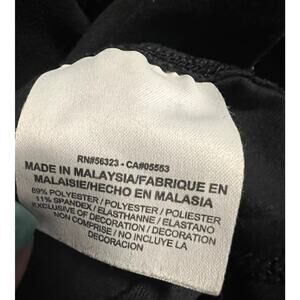 RN#56323 - CA#05553
MADE IN MALAYSIA/FABRIQUE EN
MALAISIE/HECHO EN MALASIA
89% POLYESTER / POLYESTER / POLIESTER
11% SPANDEX / ELASTHANNE / ELASTANO
EXCLUSIVE OF DECORATION / DECORATION
NON COMPRISE / NO INCLUYE LA
DECORACION